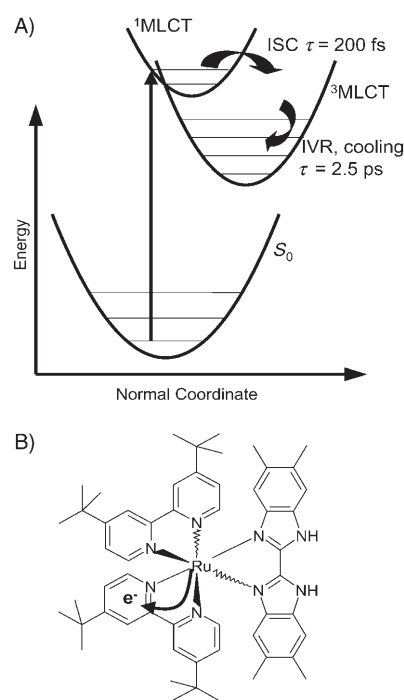 A)
¹MLCT
ISC τ = 200 fs
³MLCT
IVR, cooling
τ = 2.5 ps
Energy
S₀
Normal Coordinate
B)
N
N
NH
N
Ru
N
N
NH
e⁻
N
N